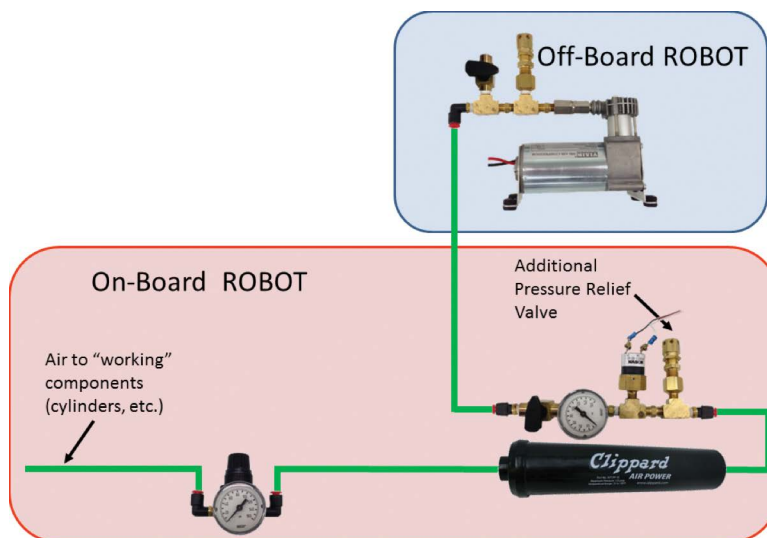 Off-Board ROBOT
On-Board ROBOT
Additional
Pressure Relief
Valve
Air to “working”
components
(cylinders, etc.)
Clippard
AIR POWER